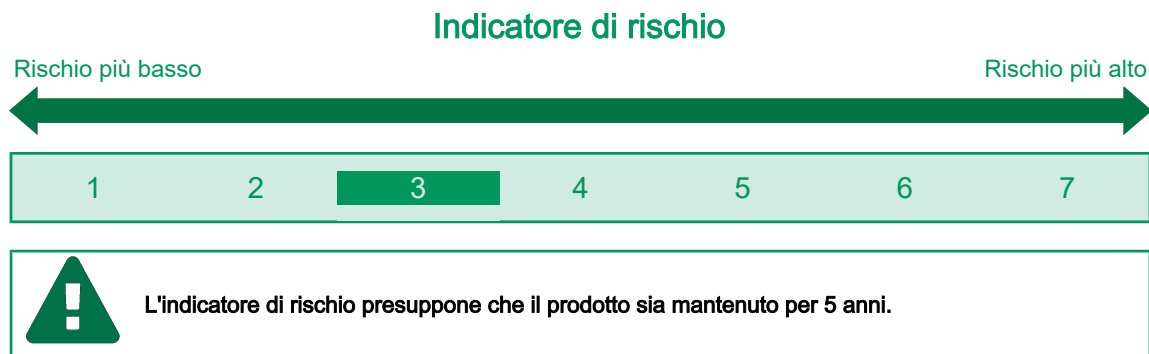 Indicatore di rischio
Rischio più basso Rischio più alto
1 2 3 4 5 6 7
L'indicatore di rischio presuppone che il prodotto sia mantenuto per 5 anni.